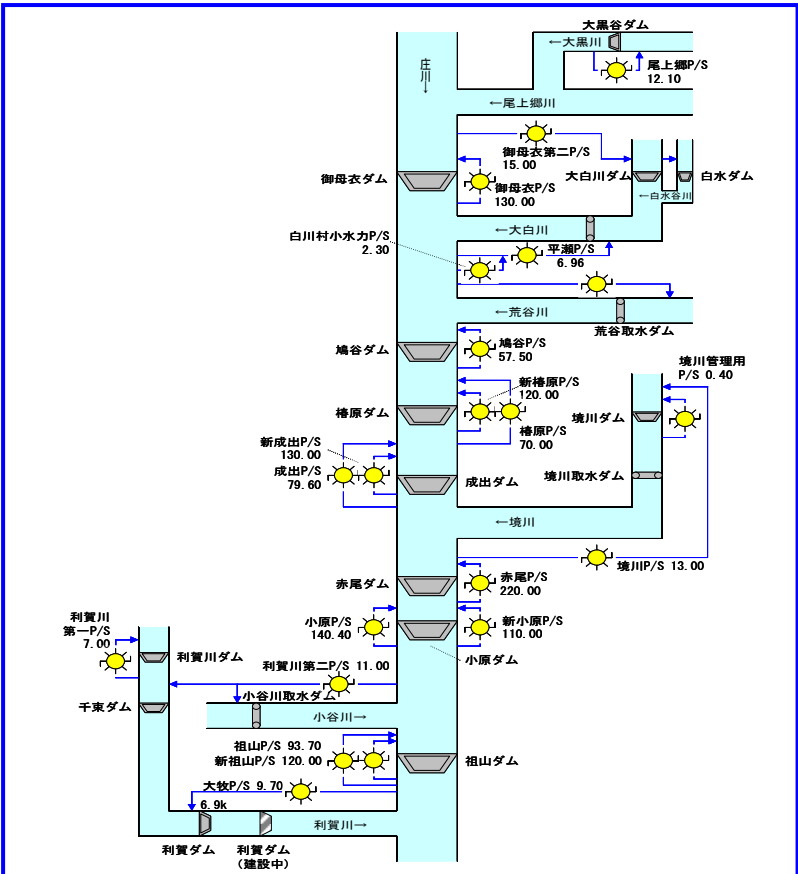 大黒谷ダム
←大黒川
尾上郷P/S
12.10
庄川→
←尾上郷川
御母衣第二P/S
15.00
御母衣ダム
御母衣P/S
130.00
大白川ダム
白水ダム
←白水谷川
←大白川
白川村小水力P/S
2.30
平瀬P/S
6.96
←荒谷川
荒谷取水ダム
鳩谷ダム
鳩谷P/S
57.50
境川管理用
P/S 0.40
新椿原P/S
120.00
椿原ダム
椿原P/S
70.00
境川ダム
新成出P/S
130.00
成出P/S
79.60
成出ダム
境川取水ダム
←境川
境川P/S 13.00
赤尾ダム
赤尾P/S
220.00
小原P/S
140.40
新小原P/S
110.00
小原ダム
利賀川
第一P/S
7.00
利賀川ダム
利賀川第二P/S 11.00
千束ダム
小谷川取水ダム
小谷川→
祖山P/S 93.70
新祖山P/S 120.00
祖山ダム
大牧P/S 9.70
6.9k
利賀川→
利賀ダム
利賀ダム
（建設中）